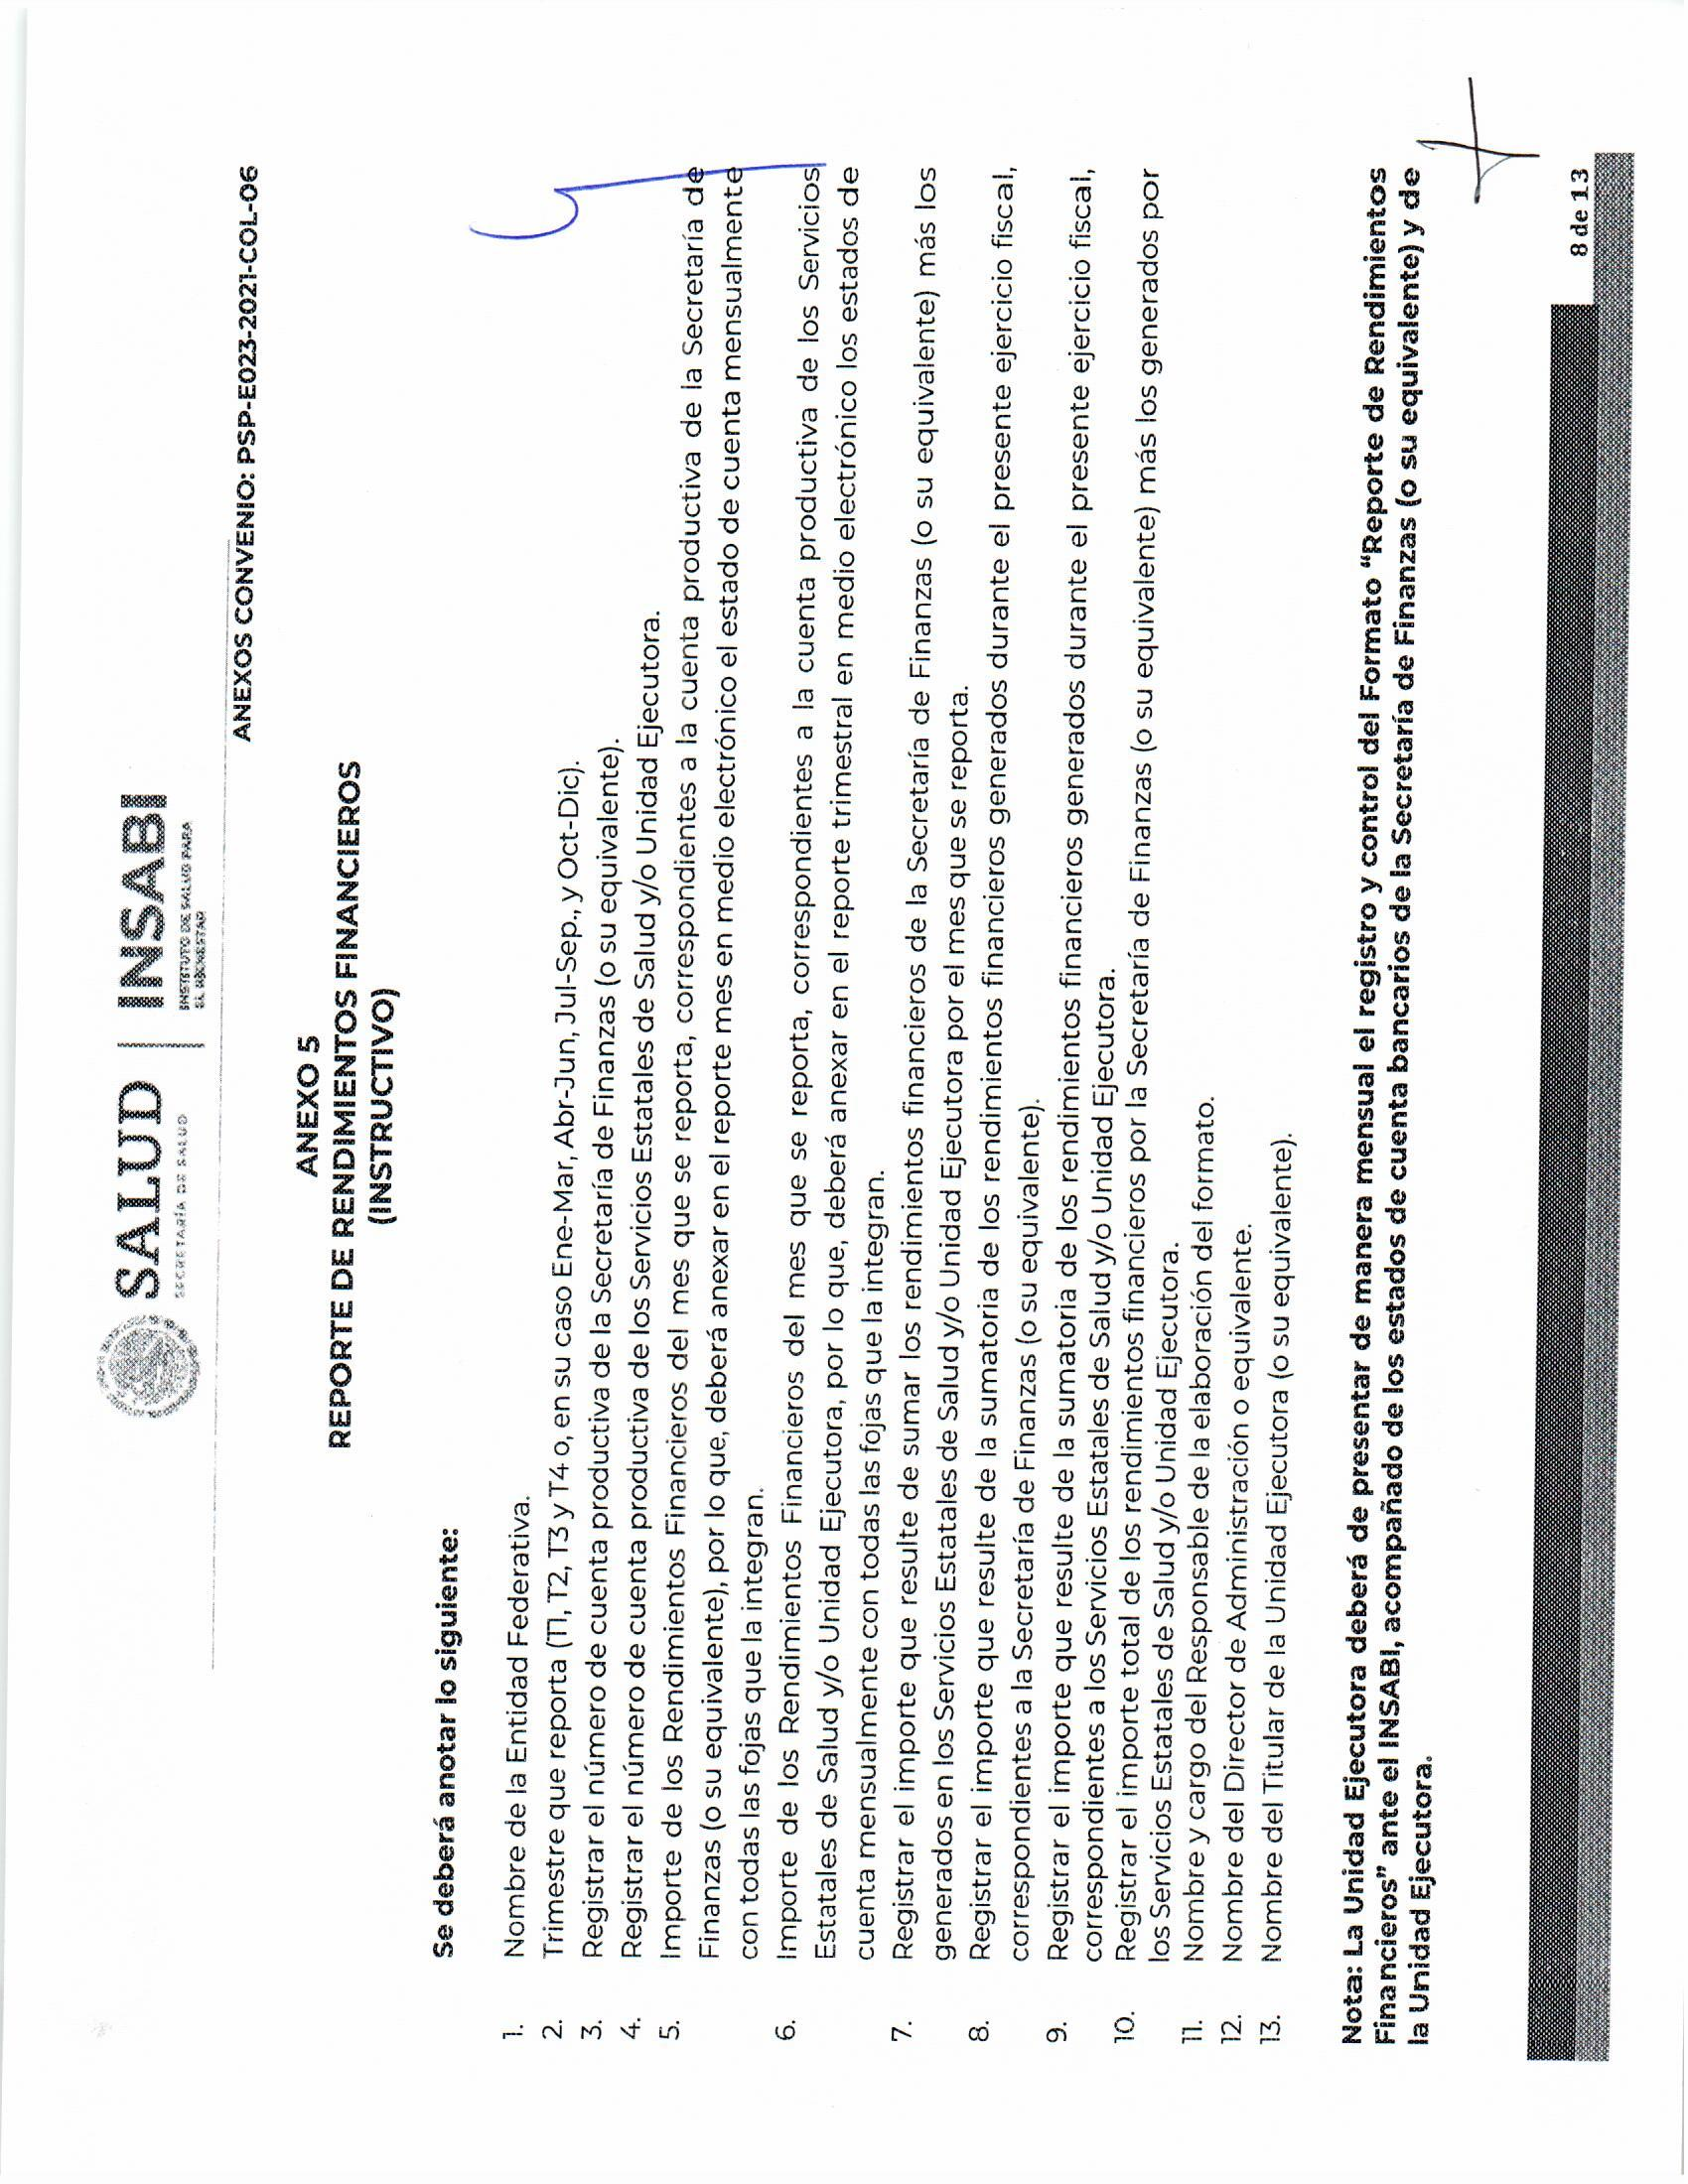 SALUD
SECRETARÍA DE SALUD
INSABI
INSTITUTO DE SALUD PARA
EL BIENESTAR
ANEXOS CONVENIO: PSP-E023-2021-COL-06
ANEXO 5
REPORTE DE RENDIMIENTOS FINANCIEROS
(INSTRUCTIVO)
Se deberá anotar lo siguiente:
1. Nombre de la Entidad Federativa.
2. Trimestre que reporta (T1, T2, T3 y T4 o, en su caso Ene-Mar, Abr-Jun, Jul-Sep., y Oct-Dic).
3. Registrar el número de cuenta productiva de la Secretaría de Finanzas (o su equivalente).
4. Registrar el número de cuenta productiva de los Servicios Estatales de Salud y/o Unidad Ejecutora.
5. Importe de los Rendimientos Financieros del mes que se reporta, correspondientes a la cuenta productiva de la Secretaría de
Finanzas (o su equivalente), por lo que, deberá anexar en el reporte mes en medio electrónico el estado de cuenta mensualmente
con todas las fojas que la integran.
6. Importe de los Rendimientos Financieros del mes que se reporta, correspondientes a la cuenta productiva de los Servicios
Estatales de Salud y/o Unidad Ejecutora, por lo que, deberá anexar en el reporte trimestral en medio electrónico los estados de
cuenta mensualmente con todas las fojas que la integran.
7. Registrar el importe que resulte de sumar los rendimientos financieros de la Secretaría de Finanzas (o su equivalente) más los
generados en los Servicios Estatales de Salud y/o Unidad Ejecutora por el mes que se reporta.
8. Registrar el importe que resulte de la sumatoria de los rendimientos financieros generados durante el presente ejercicio fiscal,
correspondientes a la Secretaría de Finanzas (o su equivalente).
9. Registrar el importe que resulte de la sumatoria de los rendimientos financieros generados durante el presente ejercicio fiscal,
correspondientes a los Servicios Estatales de Salud y/o Unidad Ejecutora.
10. Registrar el importe total de los rendimientos financieros por la Secretaría de Finanzas (o su equivalente) más los generados por
los Servicios Estatales de Salud y/o Unidad Ejecutora.
11. Nombre y cargo del Responsable de la elaboración del formato.
12. Nombre del Director de Administración o equivalente.
13. Nombre del Titular de la Unidad Ejecutora (o su equivalente).
Nota: La Unidad Ejecutora deberá de presentar de manera mensual el registro y control del Formato “Reporte de Rendimientos
Financieros” ante el INSABI, acompañado de los estados de cuenta bancarios de la Secretaría de Finanzas (o su equivalente) y de
la Unidad Ejecutora.
8 de 13